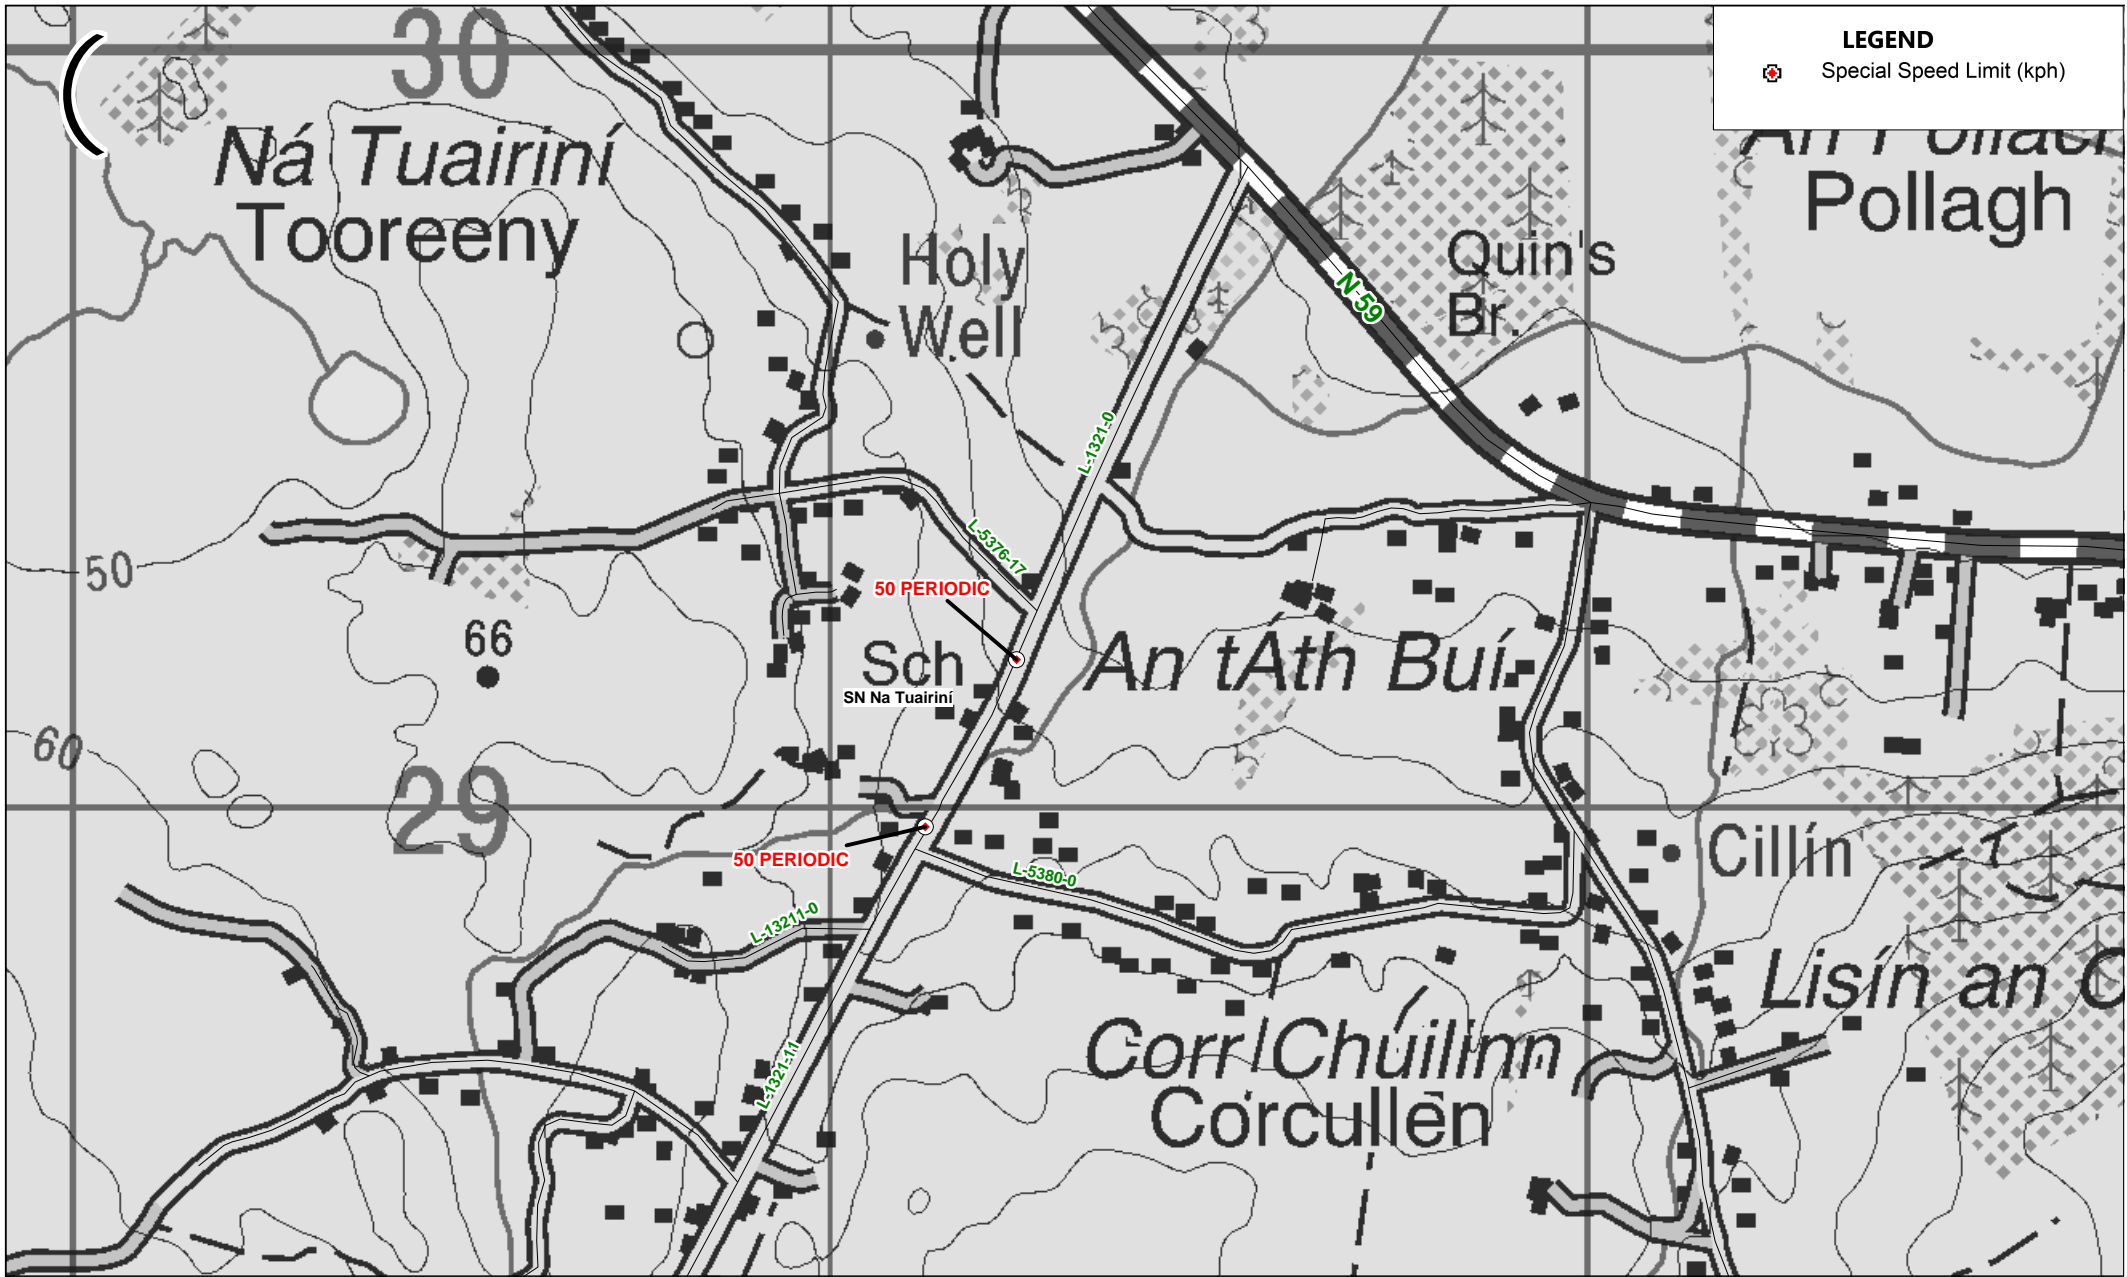 LEGEND
Special Speed Limit (kph)
30
Ná Tuairiní
Tooreeny
Pollagh
Holy
Well
Quin's
Br.
N-59
L-1321-0
L-5376-17
50
50 PERIODIC
66
Sch
SN Na Tuairiní
An tÁth Buí
60
29
50 PERIODIC
L-5380-0
Cillín
L-13211-0
Lisín an C
L-1321-11
Corr Chuilinn
Corcullen